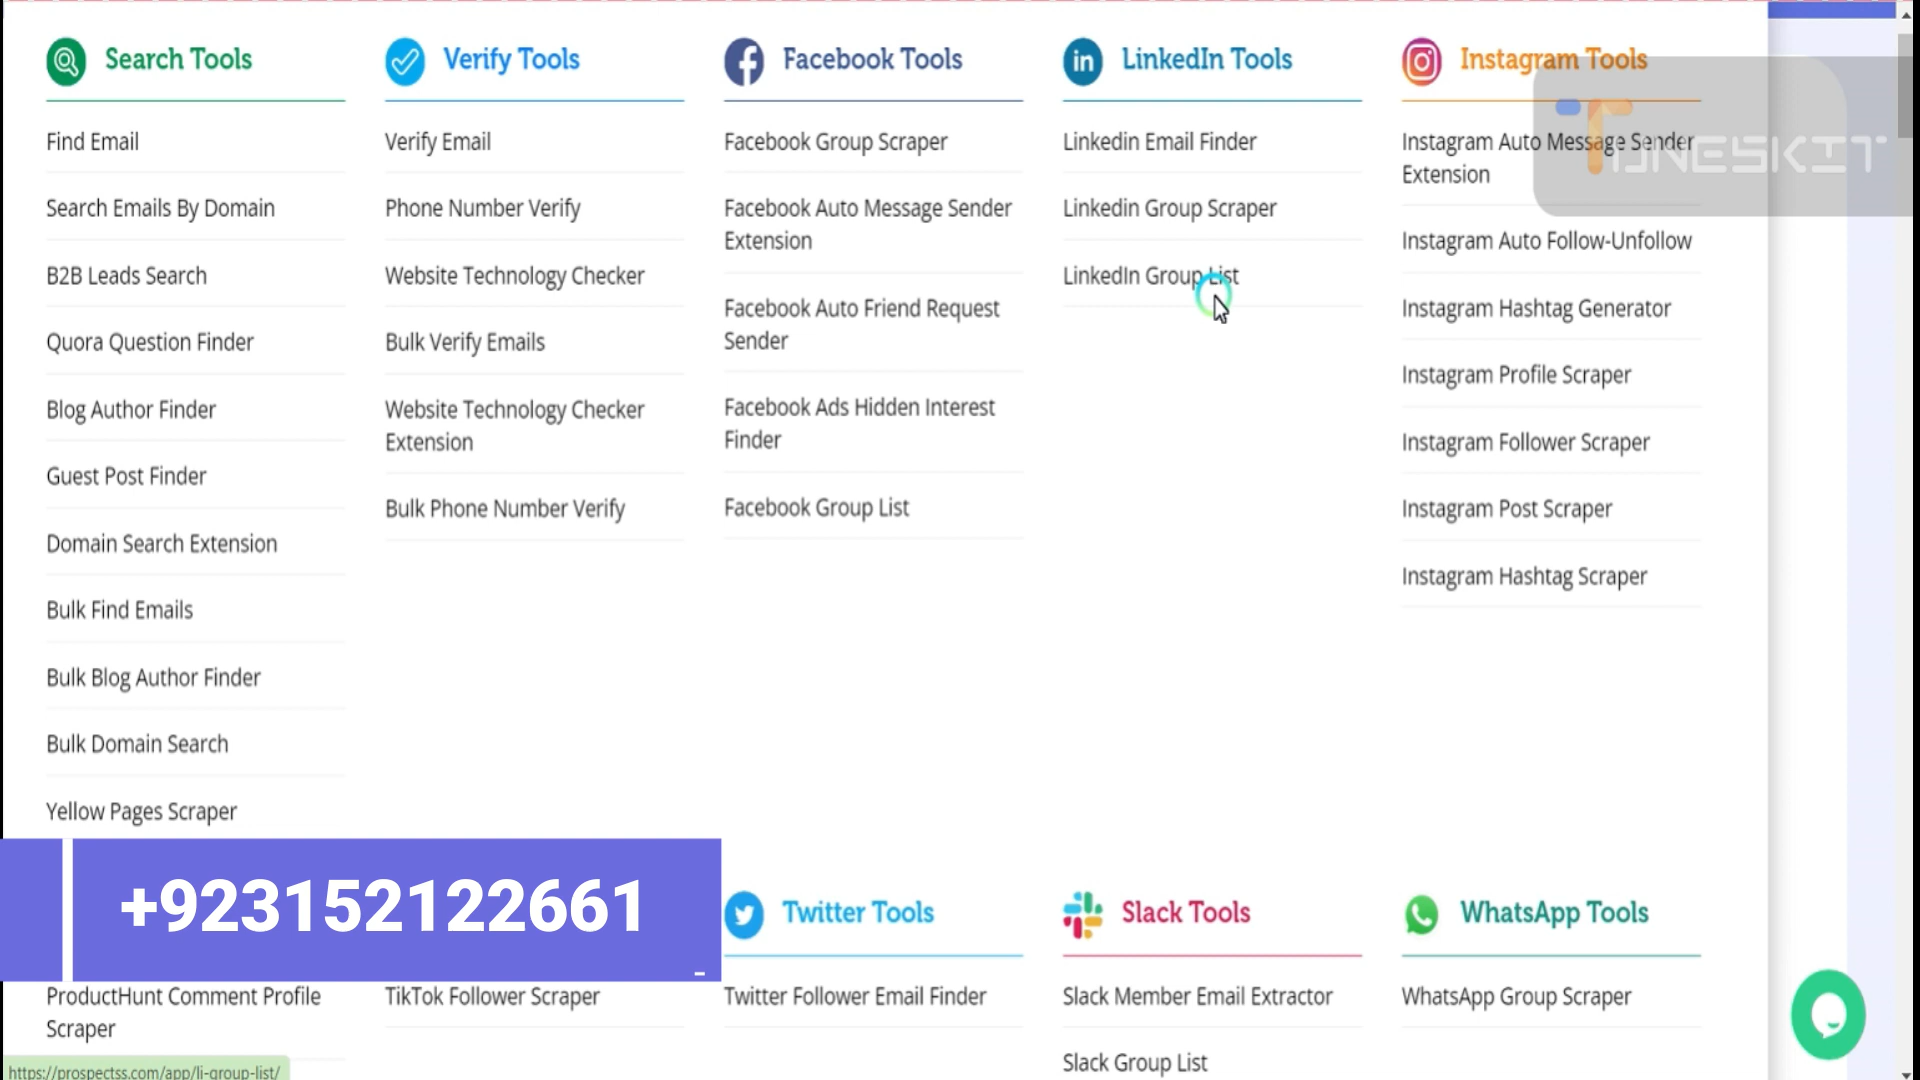 Search Tools
Find Email
Search Emails By Domain
B2B Leads Search
Quora Question Finder
Blog Author Finder
Guest Post Finder
Domain Search Extension
Bulk Find Emails
Bulk Blog Author Finder
Bulk Domain Search
Yellow Pages Scraper
Verify Tools
Verify Email
Phone Number Verify
Website Technology Checker
Bulk Verify Emails
Website Technology Checker
Extension
Bulk Phone Number Verify
Facebook Tools
Facebook Group Scraper
Facebook Auto Message Sender
Extension
Facebook Auto Friend Request
Sender
Facebook Ads Hidden Interest
Finder
Facebook Group List
in
LinkedIn Tools
Linkedin Email Finder
Linkedin Group Scraper
LinkedIn Group List
Instagram Tools
Instagram Auto Message Sender
Extension
Instagram Auto Follow-Unfollow
Instagram Hashtag Generator
Instagram Profile Scraper
Instagram Follower Scraper
Instagram Post Scraper
Instagram Hashtag Scraper
TUNESKIT
+923152122661
ProductHunt Comment Profile
Scraper
TikTok Follower Scraper
Twitter Tools
Twitter Follower Email Finder
Slack Tools
Slack Member Email Extractor
Slack Group List
WhatsApp Tools
WhatsApp Group Scraper
https://prospectss.com/app/li-group-list/